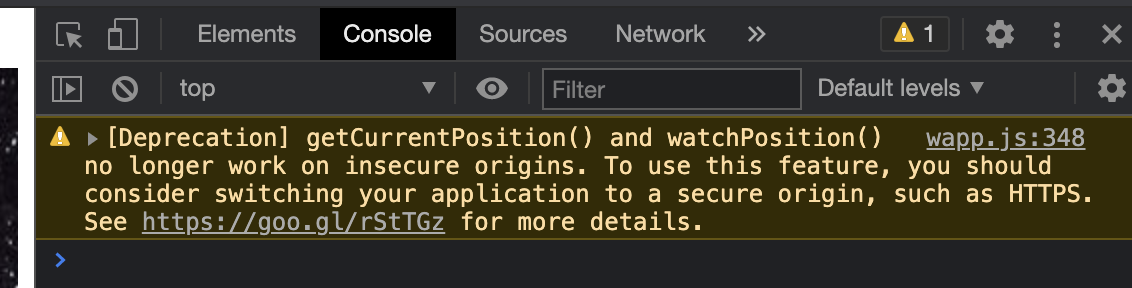 Elements Console Sources Network » 1
top Filter Default levels
[Deprecation] getCurrentPosition() and watchPosition() wapp.js:348
no longer work on insecure origins. To use this feature, you should
consider switching your application to a secure origin, such as HTTPS.
See https://goo.gl/rStTGz for more details.